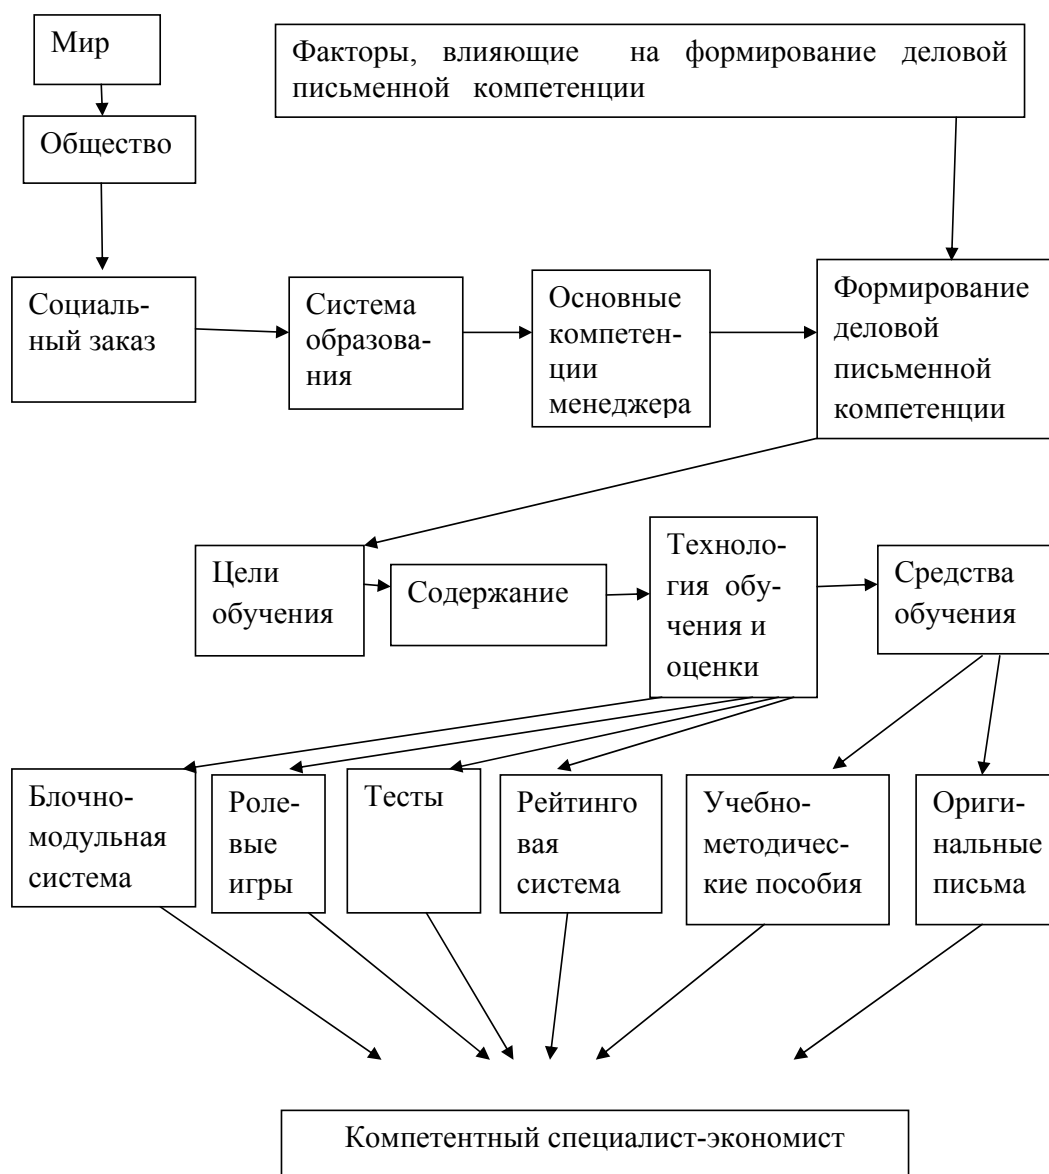 Мир
Факторы, влияющие на формирование деловой
письменной компетенции
Общество
Социаль-
ный заказ
Система
образова-
ния
Основные
компетен-
ции
менеджера
Формирование
деловой
письменной
компетенции
Цели
обучения
Содержание
Техноло-
гия обу-
чения и
оценки
Средства
обучения
Блочно-
модульная
система
Роле-
вые
игры
Тесты
Рейтинго
вая
система
Учебно-
методичес-
кие пособия
Ориги-
нальные
письма
Компетентный специалист-экономист